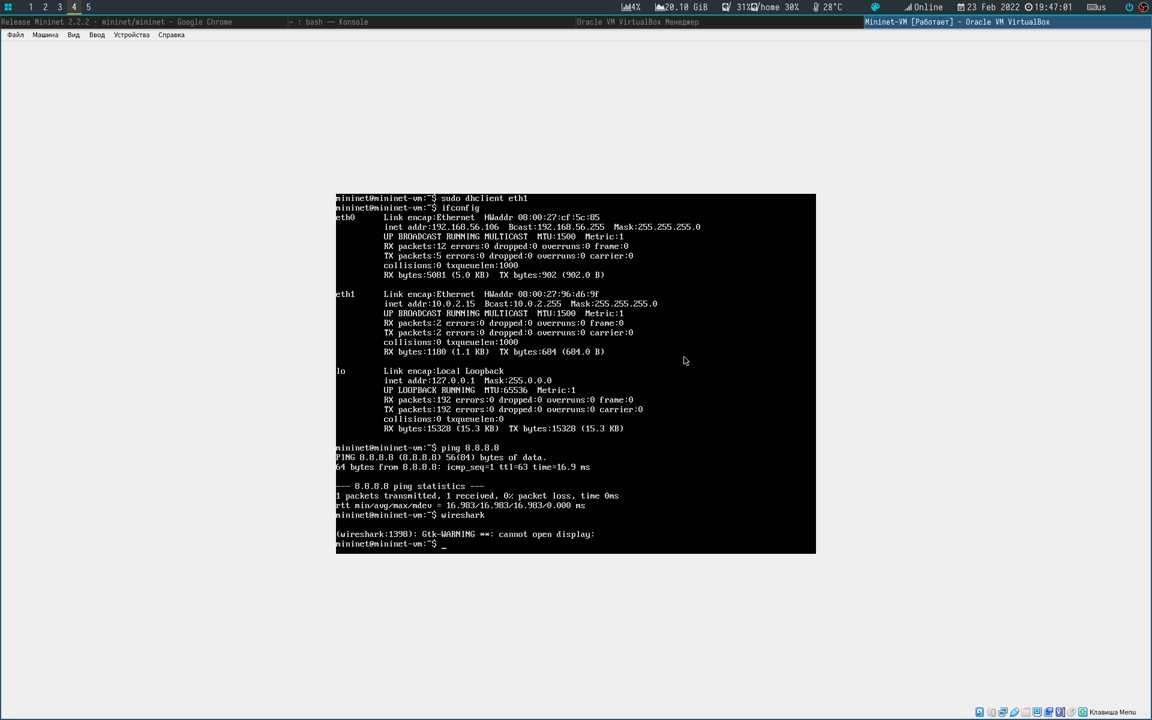 1 2 3 4 5 4% 20.10 GiB 31% /home 30% 28°C Online 23 Feb 2022 19:47:01 us
Release Mininet 2.2.2 · mininet/mininet - Google Chrome ~ : bash — Konsole Oracle VM VirtualBox Менеджер Mininet-VM [Работает] - Oracle VM VirtualBox
Файл Машина Вид Ввод Устройства Справка
mininet@mininet-vm:~$ sudo dhclient eth1
mininet@mininet-vm:~$ ifconfig
eth0 Link encap:Ethernet HWaddr 08:00:27:cf:5c:85
inet addr:192.168.56.106 Bcast:192.168.56.255 Mask:255.255.255.0
UP BROADCAST RUNNING MULTICAST MTU:1500 Metric:1
RX packets:12 errors:0 dropped:0 overruns:0 frame:0
TX packets:5 errors:0 dropped:0 overruns:0 carrier:0
collisions:0 txqueuelen:1000
RX bytes:5081 (5.0 KB) TX bytes:902 (902.0 B)
eth1 Link encap:Ethernet HWaddr 08:00:27:96:d6:9f
inet addr:10.0.2.15 Bcast:10.0.2.255 Mask:255.255.255.0
UP BROADCAST RUNNING MULTICAST MTU:1500 Metric:1
RX packets:2 errors:0 dropped:0 overruns:0 frame:0
TX packets:2 errors:0 dropped:0 overruns:0 carrier:0
collisions:0 txqueuelen:1000
RX bytes:1180 (1.1 KB) TX bytes:684 (684.0 B)
lo Link encap:Local Loopback
inet addr:127.0.0.1 Mask:255.0.0.0
UP LOOPBACK RUNNING MTU:65536 Metric:1
RX packets:192 errors:0 dropped:0 overruns:0 frame:0
TX packets:192 errors:0 dropped:0 overruns:0 carrier:0
collisions:0 txqueuelen:0
RX bytes:15328 (15.3 KB) TX bytes:15328 (15.3 KB)
mininet@mininet-vm:~$ ping 8.8.8.8
PING 8.8.8.8 (8.8.8.8) 56(84) bytes of data.
64 bytes from 8.8.8.8: icmp_seq=1 ttl=63 time=16.9 ms
--- 8.8.8.8 ping statistics ---
1 packets transmitted, 1 received, 0% packet loss, time 0ms
rtt min/avg/max/mdev = 16.983/16.983/16.983/0.000 ms
mininet@mininet-vm:~$ wireshark
(wireshark:1398): Gtk-WARNING **: cannot open display:
mininet@mininet-vm:~$ _
Клавиша Menu